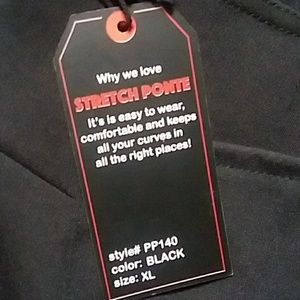 Why we love
STRETCH PONTE
It's is easy to wear,
comfortable and keeps
all your curves in
all the right places!
style# PP140
color: BLACK
size: XL